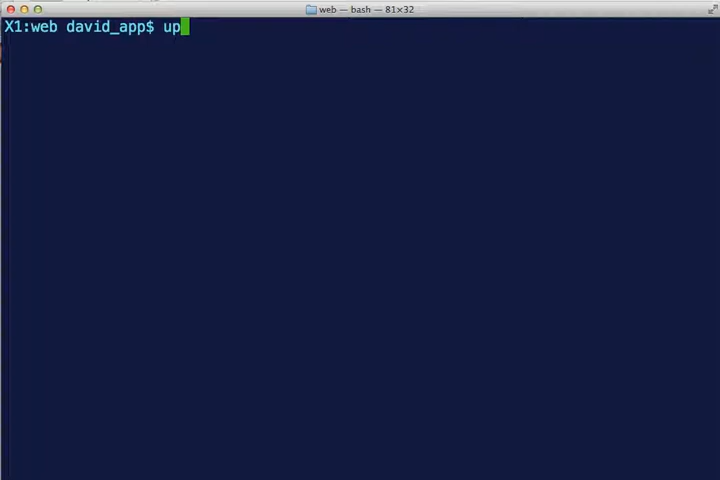 web — bash — 81×32
X1:web david_app$ up